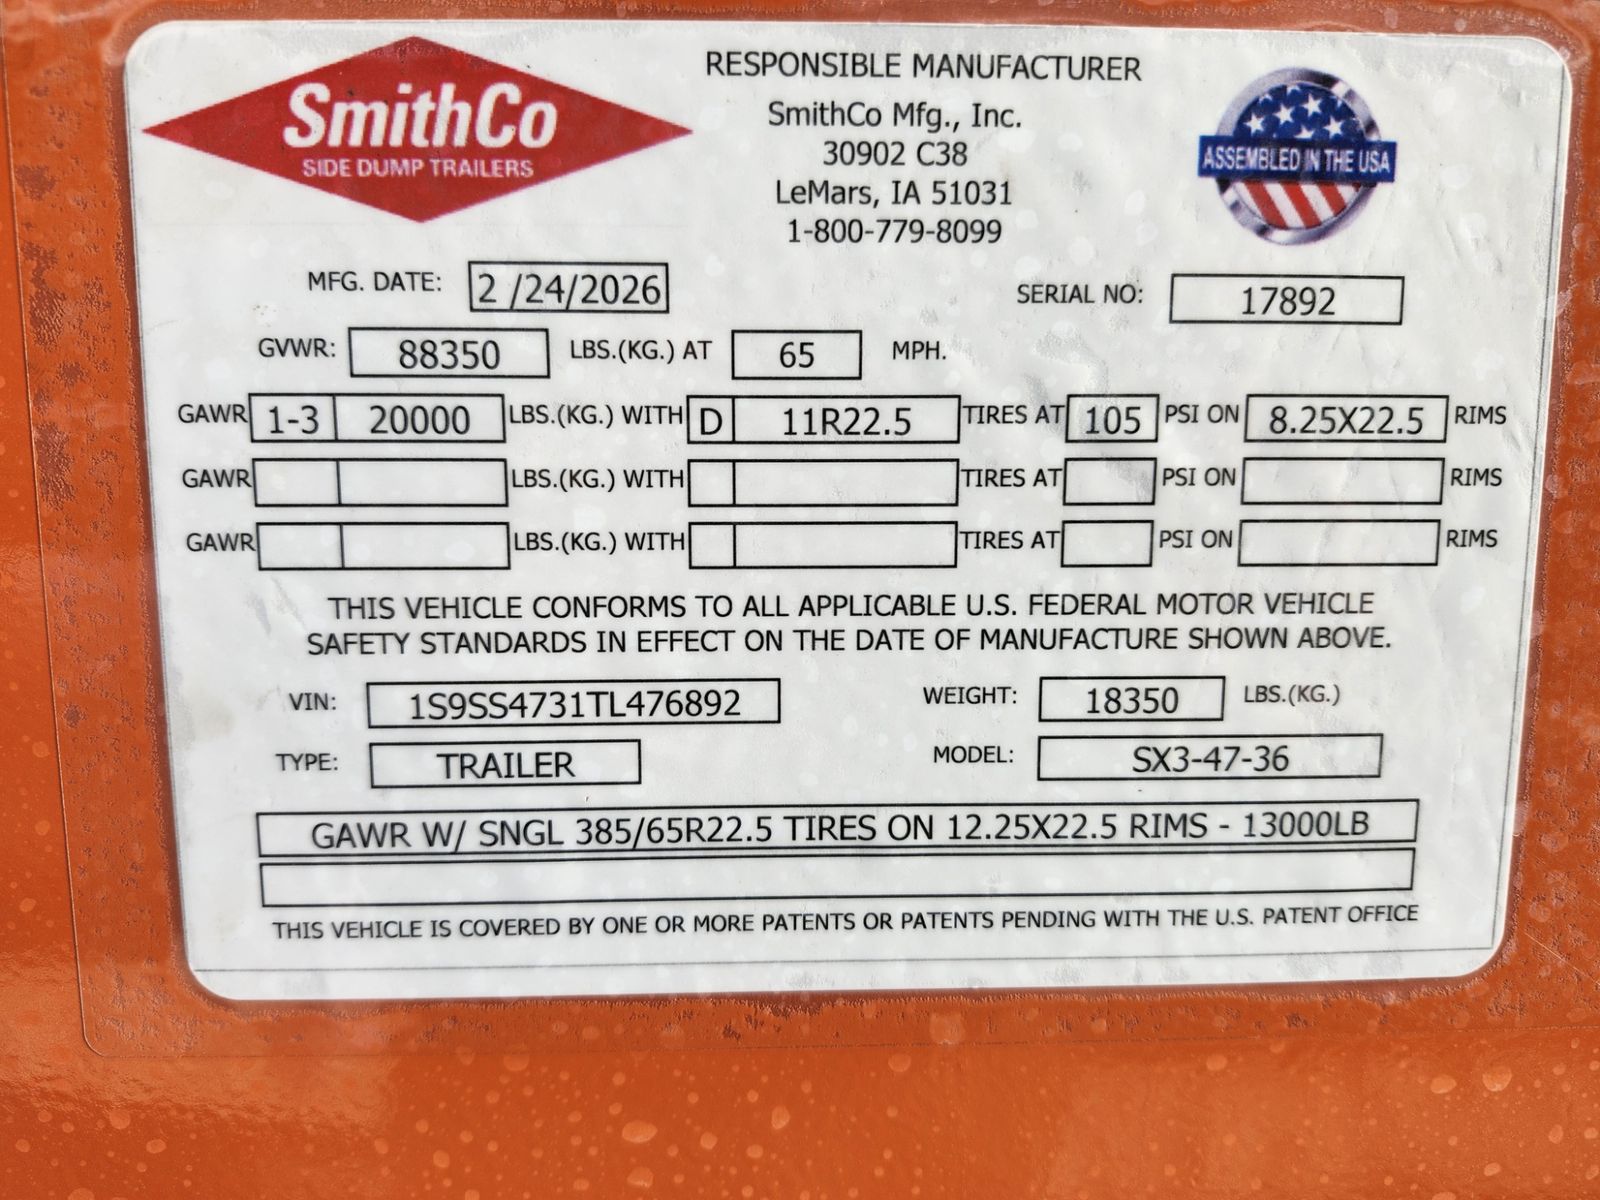 SmithCo
SIDE DUMP TRAILERS
RESPONSIBLE MANUFACTURER
SmithCo Mfg., Inc.
30902 C38
LeMars, IA 51031
1-800-779-8099
ASSEMBLED IN THE USA
MFG. DATE: 2 /24/2026 SERIAL NO: 17892
GVWR: 88350 LBS.(KG.) AT 65 MPH.
GAWR 1-3 20000 LBS.(KG.) WITH D 11R22.5 TIRES AT 105 PSI ON 8.25X22.5 RIMS
GAWR LBS.(KG.) WITH TIRES AT PSI ON RIMS
GAWR LBS.(KG.) WITH TIRES AT PSI ON RIMS
THIS VEHICLE CONFORMS TO ALL APPLICABLE U.S. FEDERAL MOTOR VEHICLE
SAFETY STANDARDS IN EFFECT ON THE DATE OF MANUFACTURE SHOWN ABOVE.
VIN: 1S9SS4731TL476892 WEIGHT: 18350 LBS.(KG.)
TYPE: TRAILER MODEL: SX3-47-36
GAWR W/ SNGL 385/65R22.5 TIRES ON 12.25X22.5 RIMS - 13000LB
THIS VEHICLE IS COVERED BY ONE OR MORE PATENTS OR PATENTS PENDING WITH THE U.S. PATENT OFFICE